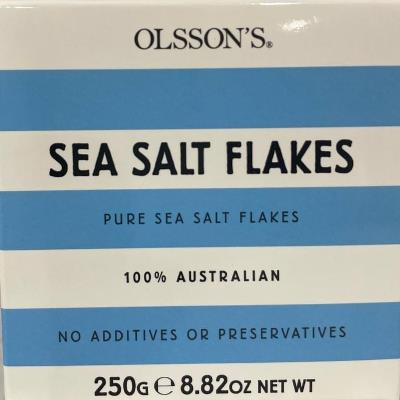 OLSSON'S®
SEA SALT FLAKES
PURE SEA SALT FLAKES
100% AUSTRALIAN
NO ADDITIVES OR PRESERVATIVES
250G ℮ 8.82OZ NET WT